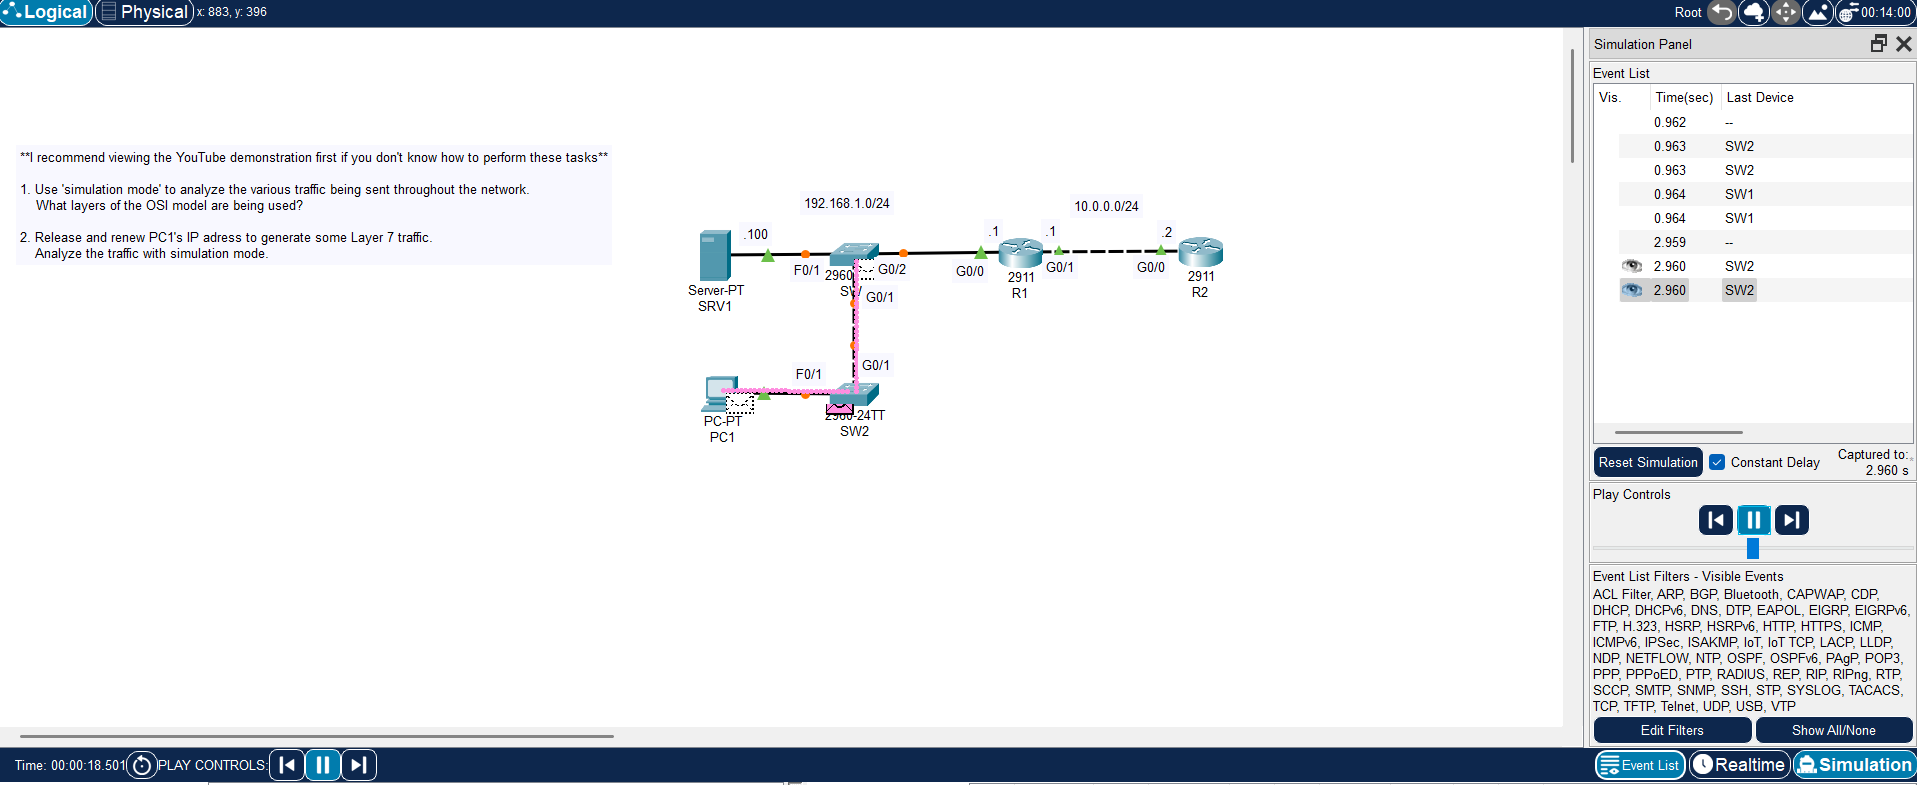 Logical Physical x: 883, y: 396 Root 00:14:00
**I recommend viewing the YouTube demonstration first if you don't know how to perform these tasks**
1. Use 'simulation mode' to analyze the various traffic being sent throughout the network.
What layers of the OSI model are being used?
2. Release and renew PC1's IP adress to generate some Layer 7 traffic.
Analyze the traffic with simulation mode.
192.168.1.0/24
10.0.0.0/24
.100
.1
.1
.2
F0/1
2960
G0/2
G0/0
G0/1
G0/0
Server-PT
SRV1
SW
G0/1
2911
R1
2911
R2
G0/1
F0/1
PC-PT
PC1
2960-24TT
SW2
Simulation Panel
Event List
Vis. Time(sec) Last Device
0.962 --
0.963 SW2
0.963 SW2
0.964 SW1
0.964 SW1
2.959 --
2.960 SW2
2.960 SW2
Reset Simulation Constant Delay Captured to:
2.960 s
Play Controls
Event List Filters - Visible Events
ACL Filter, ARP, BGP, Bluetooth, CAPWAP, CDP,
DHCP, DHCPv6, DNS, DTP, EAPOL, EIGRP, EIGRPv6,
FTP, H.323, HSRP, HSRPv6, HTTP, HTTPS, ICMP,
ICMPv6, IPSec, ISAKMP, IoT, IoT TCP, LACP, LLDP,
NDP, NETFLOW, NTP, OSPF, OSPFv6, PAgP, POP3,
PPP, PPPoED, PTP, RADIUS, REP, RIP, RIPng, RTP,
SCCP, SMTP, SNMP, SSH, STP, SYSLOG, TACACS,
TCP, TFTP, Telnet, UDP, USB, VTP
Edit Filters Show All/None
Time: 00:00:18.501 PLAY CONTROLS: Event List Realtime Simulation